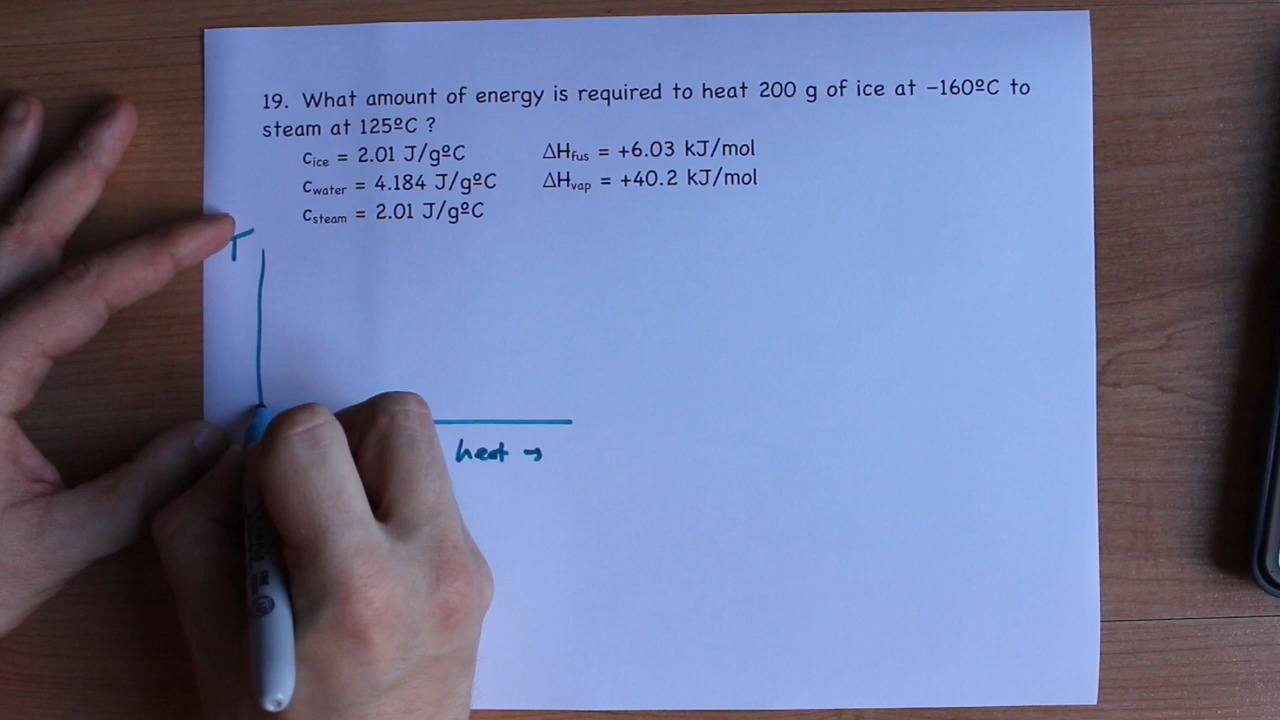 19. What amount of energy is required to heat 200 g of ice at −160ºC to
steam at 125ºC ?
cice = 2.01 J/gºC
ΔHfus = +6.03 kJ/mol
cwater = 4.184 J/gºC
ΔHvap = +40.2 kJ/mol
csteam = 2.01 J/gºC
T
heat →